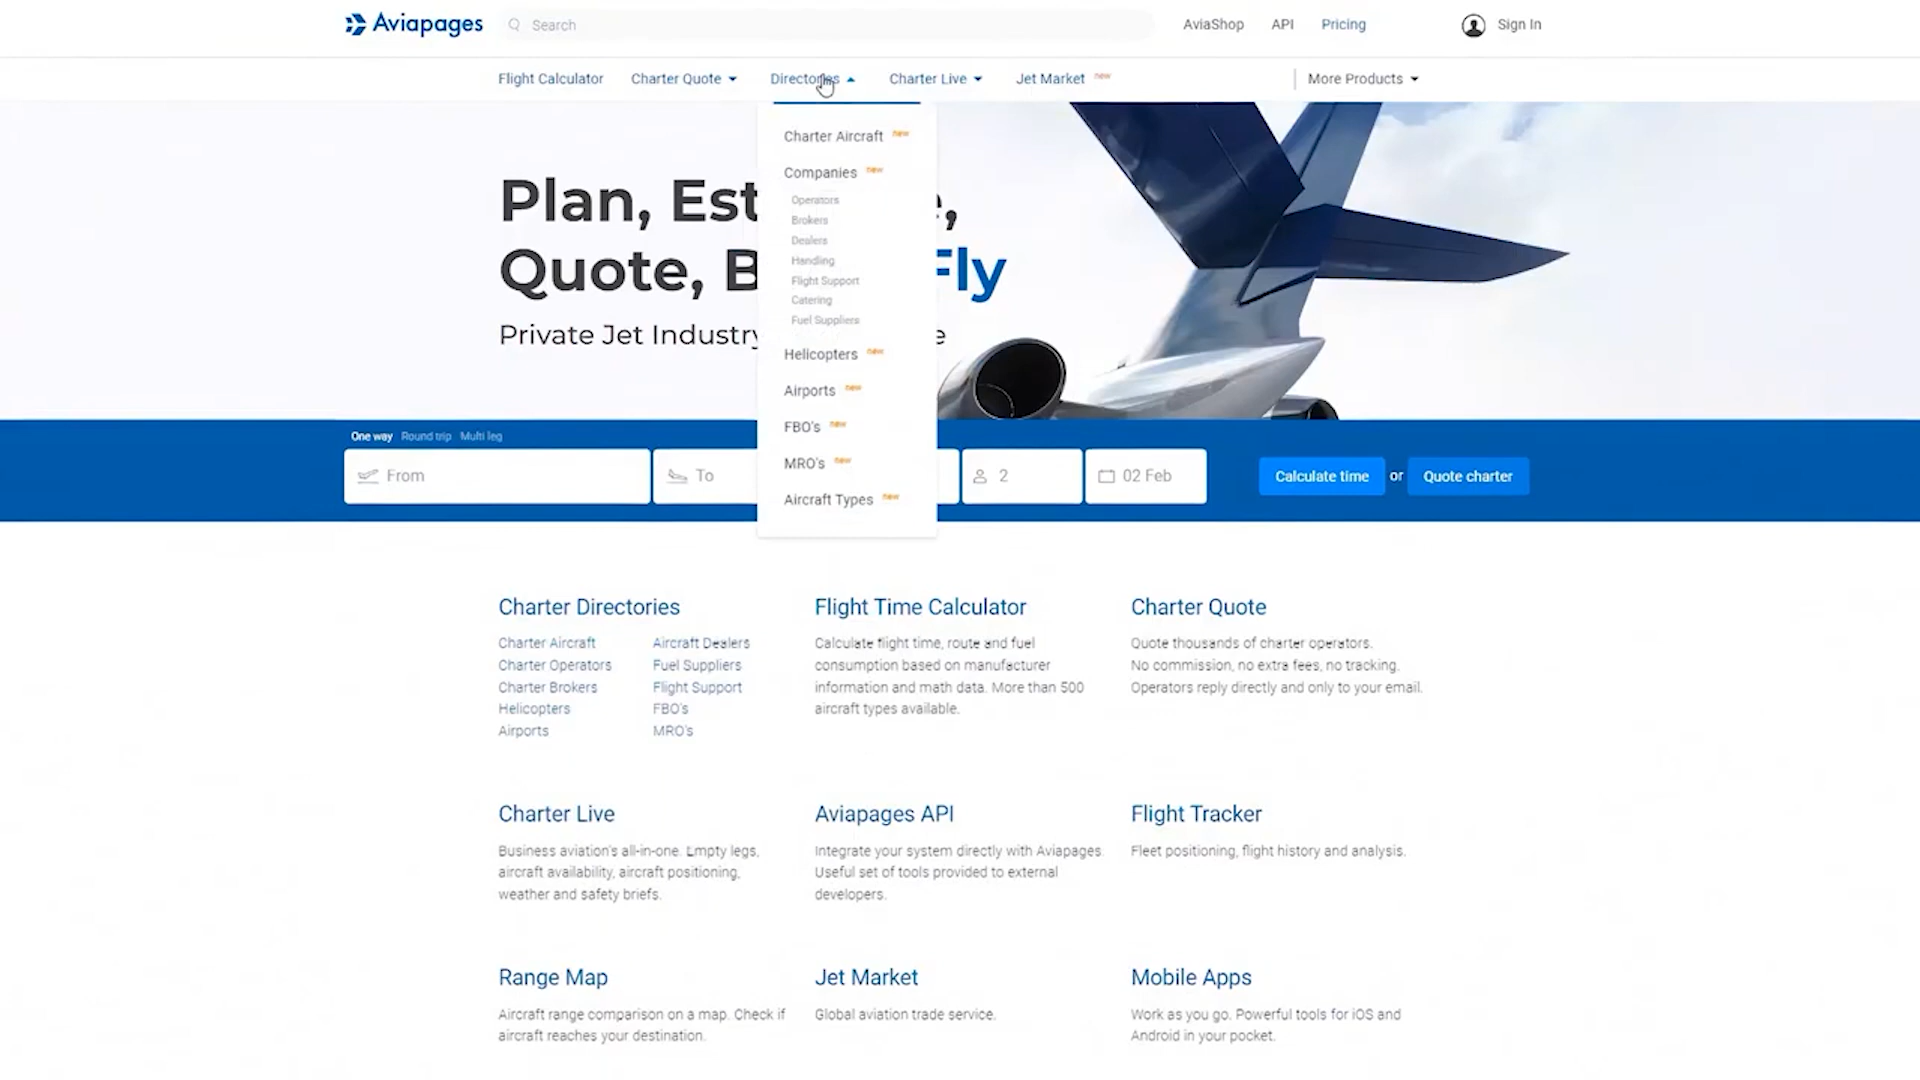 Aviapages
Search
AviaShop
API
Pricing
Sign In
Flight Calculator
Charter Quote
Directories
Charter Live
Jet Market new
More Products
Charter Aircraft new
Companies new
Operators
Brokers
Dealers
Handling
Flight Support
Catering
Fuel Suppliers
Helicopters new
Airports new
FBO's new
MRO's new
Aircraft Types new
Plan, Est
Quote, B Fly
Private Jet Industry
One way Round trip Multi leg
From
To
2
02 Feb
Calculate time or Quote charter
Charter Directories
Charter Aircraft
Charter Operators
Charter Brokers
Helicopters
Airports
Aircraft Dealers
Fuel Suppliers
Flight Support
FBO's
MRO's
Flight Time Calculator
Calculate flight time, route and fuel
consumption based on manufacturer
information and math data. More than 500
aircraft types available.
Charter Quote
Quote thousands of charter operators.
No commission, no extra fees, no tracking.
Operators reply directly and only to your email.
Charter Live
Business aviation's all-in-one. Empty legs,
aircraft availability, aircraft positioning,
weather and safety briefs.
Aviapages API
Integrate your system directly with Aviapages.
Useful set of tools provided to external
developers.
Flight Tracker
Fleet positioning, flight history and analysis.
Range Map
Aircraft range comparison on a map. Check if
aircraft reaches your destination.
Jet Market
Global aviation trade service.
Mobile Apps
Work as you go. Powerful tools for iOS and
Android in your pocket.